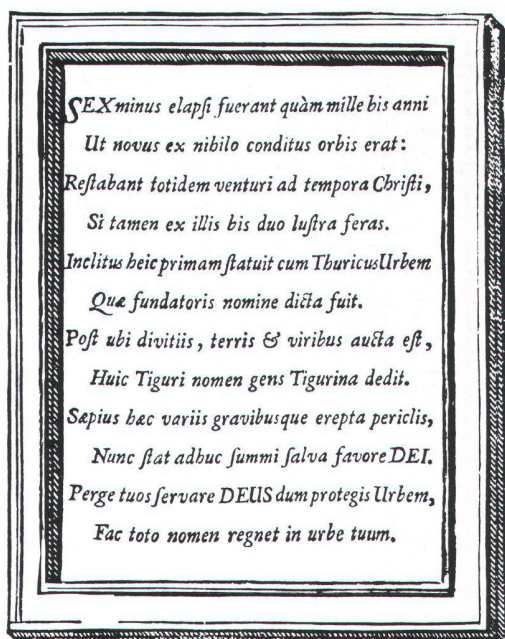 SEX minus elapſi fuerant quàm mille bis anni
Ut novus ex nihilo conditus orbis erat:
Reſtabant totidem venturi ad tempora Chriſti,
Si tamen ex illis bis duo luſtra feras.
Inclitus heic primam ſtatuit cum Thuricus Urbem
Quæ fundatoris nomine dicta fuit.
Poſt ubi divitiis, terris & viribus aucta eſt,
Huic Tiguri nomen gens Tigurina dedit.
Sæpius hæc variis gravibusque erepta periclis,
Nunc ſtat adhuc ſummi ſalva favore DEI.
Perge tuos ſervare DEUS dum protegis Urbem,
Fac toto nomen regnet in urbe tuum.